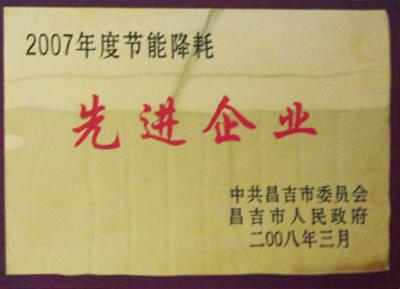 2007年度节能降耗
先进企业
中共昌吉市委员会
昌吉市人民政府
二00八年三月